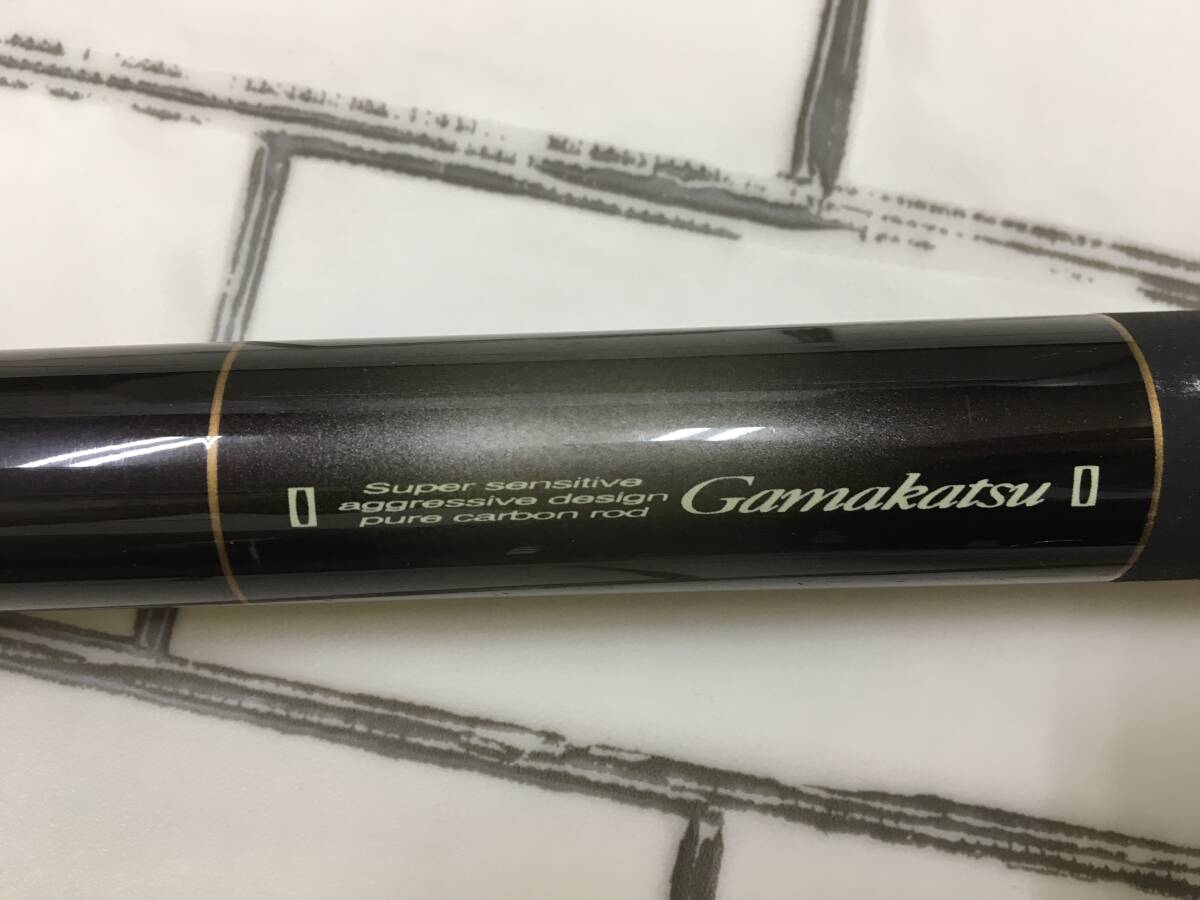 Super sensitive
aggressive design
pure carbon rod
Gamakatsu